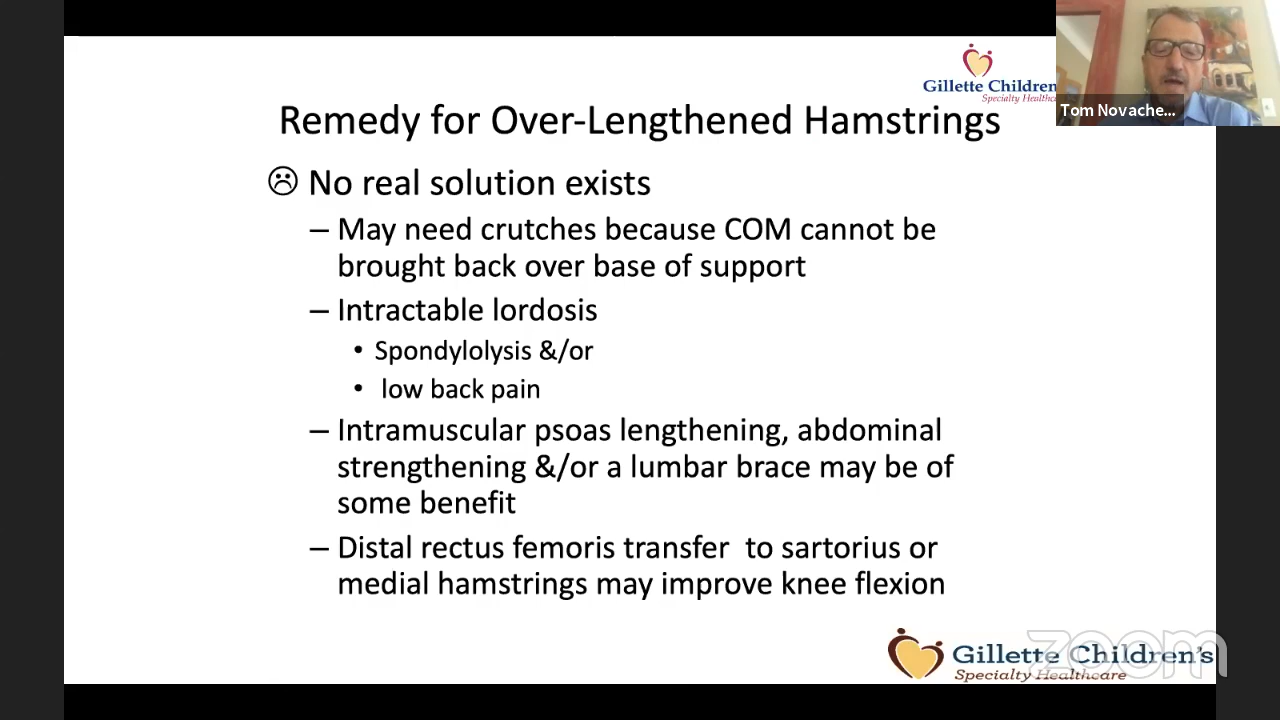 Gillette Children
Specialty Healthc
Tom Novache...
Remedy for Over-Lengthened Hamstrings
☹ No real solution exists
– May need crutches because COM cannot be
brought back over base of support
– Intractable lordosis
• Spondylolysis &/or
• low back pain
– Intramuscular psoas lengthening, abdominal
strengthening &/or a lumbar brace may be of
some benefit
– Distal rectus femoris transfer to sartorius or
medial hamstrings may improve knee flexion
zoom
Gillette Children's
Specialty Healthcare